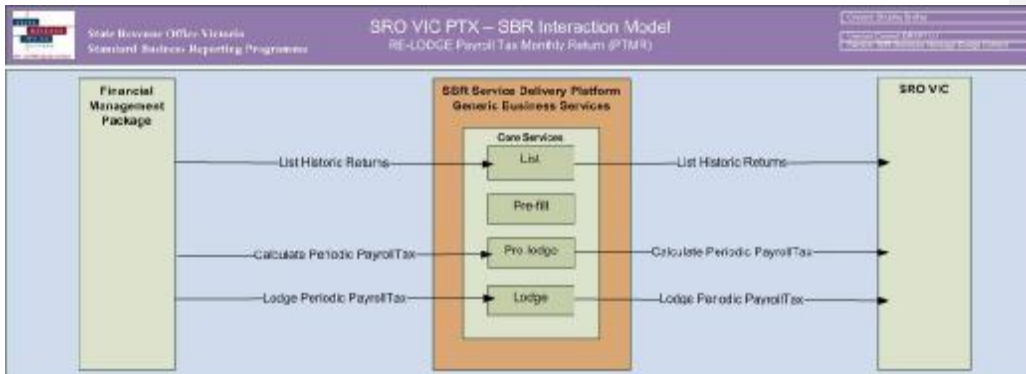 State Revenue Office Victoria
Standard Business Reporting Programme
SRO VIC PTX – SBR Interaction Model
RE-LODGE Payroll Tax Monthly Return (PTMR)
Financial
Management
Package
SBR Service Delivery Platform
Generic Business Services
SRO VIC
Core Services
List Historic Returns
List
List Historic Returns
Pre-fill
Calculate Periodic PayrollTax
Pre-lodge
Calculate Periodic PayrollTax
Lodge Periodic PayrollTax
Lodge
Lodge Periodic PayrollTax